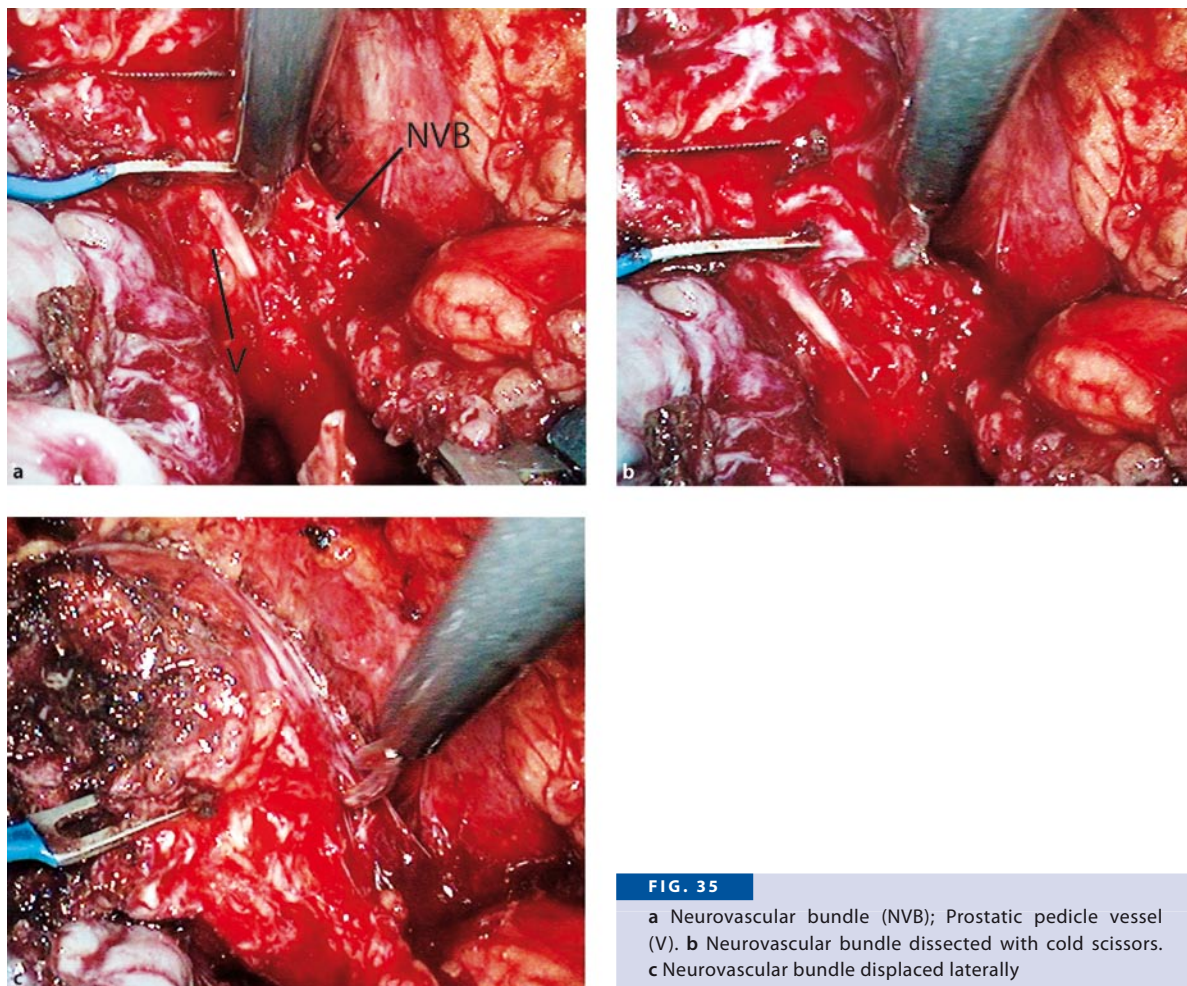 NVB
V
a
b
c
FIG. 35
a Neurovascular bundle (NVB); Prostatic pedicle vessel
(V). b Neurovascular bundle dissected with cold scissors.
c Neurovascular bundle displaced laterally